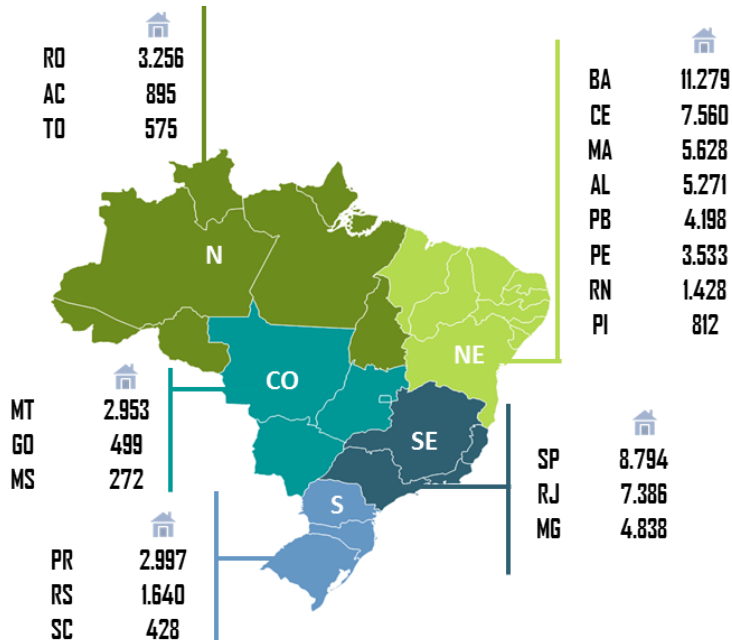 RO 3.256
AC 895
TO 575
BA 11.279
CE 7.560
MA 5.628
AL 5.271
PB 4.198
PE 3.533
RN 1.428
PI 812
N
NE
CO
SE
S
MT 2.953
GO 499
MS 272
SP 8.794
RJ 7.386
MG 4.838
PR 2.997
RS 1.640
SC 428